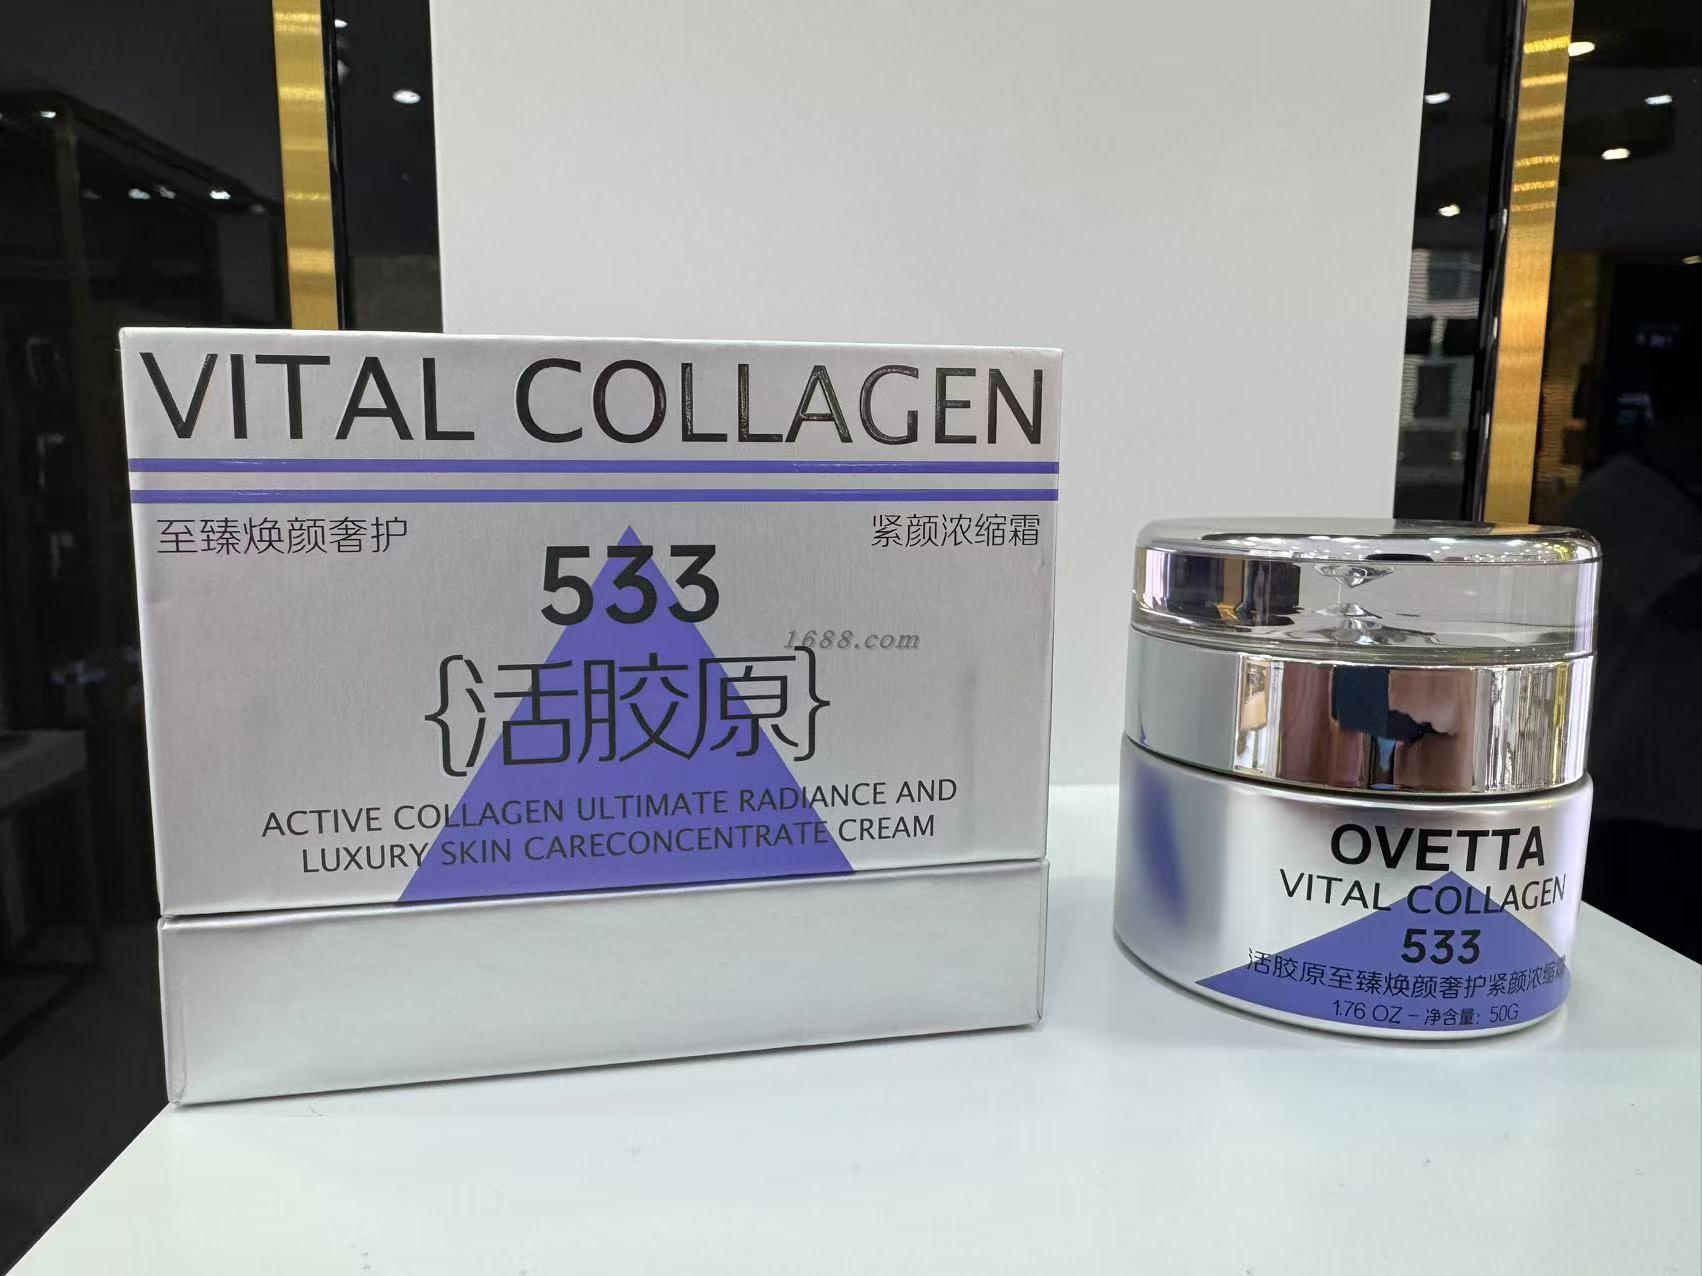 VITAL COLLAGEN
至臻焕颜奢护
紧颜浓缩霜
533
1688.com
{活胶原}
ACTIVE COLLAGEN ULTIMATE RADIANCE AND
LUXURY SKIN CARECONCENTRATE CREAM
OVETTA
VITAL COLLAGEN
533
活胶原至臻焕颜奢护紧颜浓缩霜
1.76 OZ - 净含量: 50G